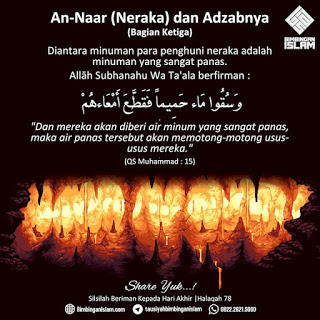 An-Naar (Neraka) dan Adzabnya
(Bagian Ketiga)
BIMBINGAN
ISLAM
Diantara minuman para penghuni neraka adalah
minuman yang sangat panas.
Allāh Subhanahu Wa Ta'ala berfirman :
وَسُقُوا مَاء حَمِيماً فَقَطَّعَ أَمْعَاءهُمْ
"Dan mereka akan diberi air minum yang sangat panas,
maka air panas tersebut akan memotong-motong usus-
usus mereka."
(QS Muhammad : 15)
Share Yuk...!
Silsilah Beriman Kepada Hari Akhir |Halaqah 78
BimbinganIslam.com
tausiyahbimbinganislam
0822.2621.5000